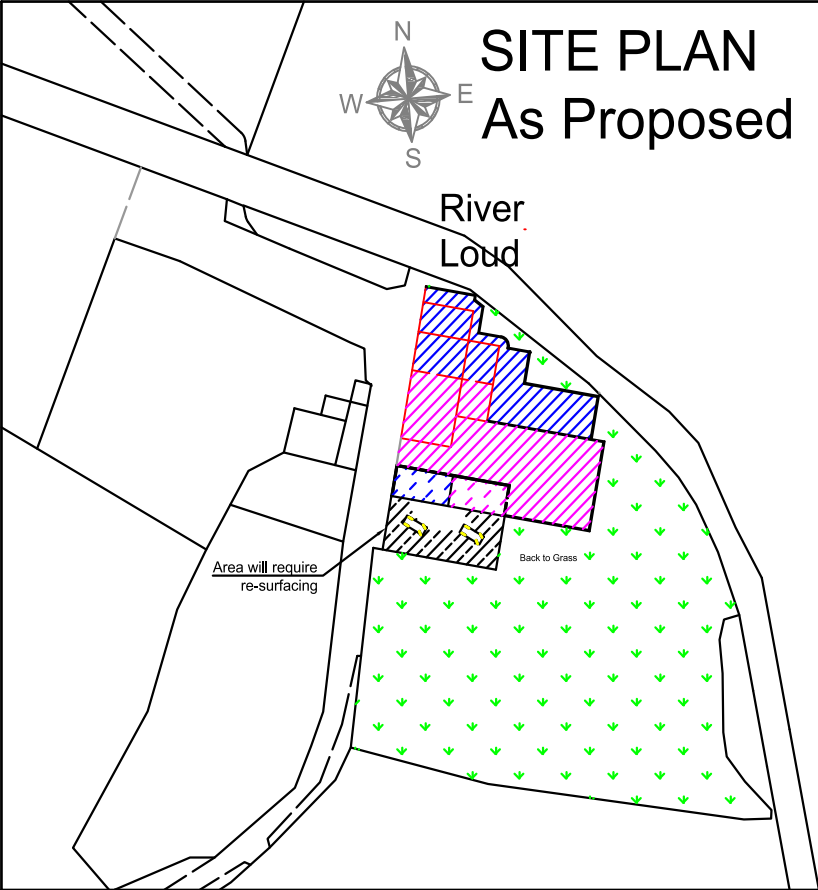 SITE PLAN
As Proposed
N
W
E
S
River
Loud
Back to Grass
Area will require
re-surfacing